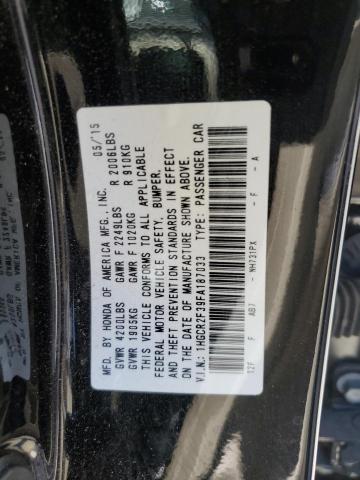 MFD. BY HONDA OF AMERICA MFG., INC. 05/'15
GVWR 4200LBS GAWR F 2249LBS R 2006LBS
GVWR 1905KG GAWR F 1020KG R 910KG
THIS VEHICLE CONFORMS TO ALL APPLICABLE
FEDERAL MOTOR VEHICLE SAFETY, BUMPER,
AND THEFT PREVENTION STANDARDS IN EFFECT
ON THE DATE OF MANUFACTURE SHOWN ABOVE.
V.I.N.: 1HGCR2F39FA187033 TYPE: PASSENGER CAR
12F F AB7 - NH731PX - F - A